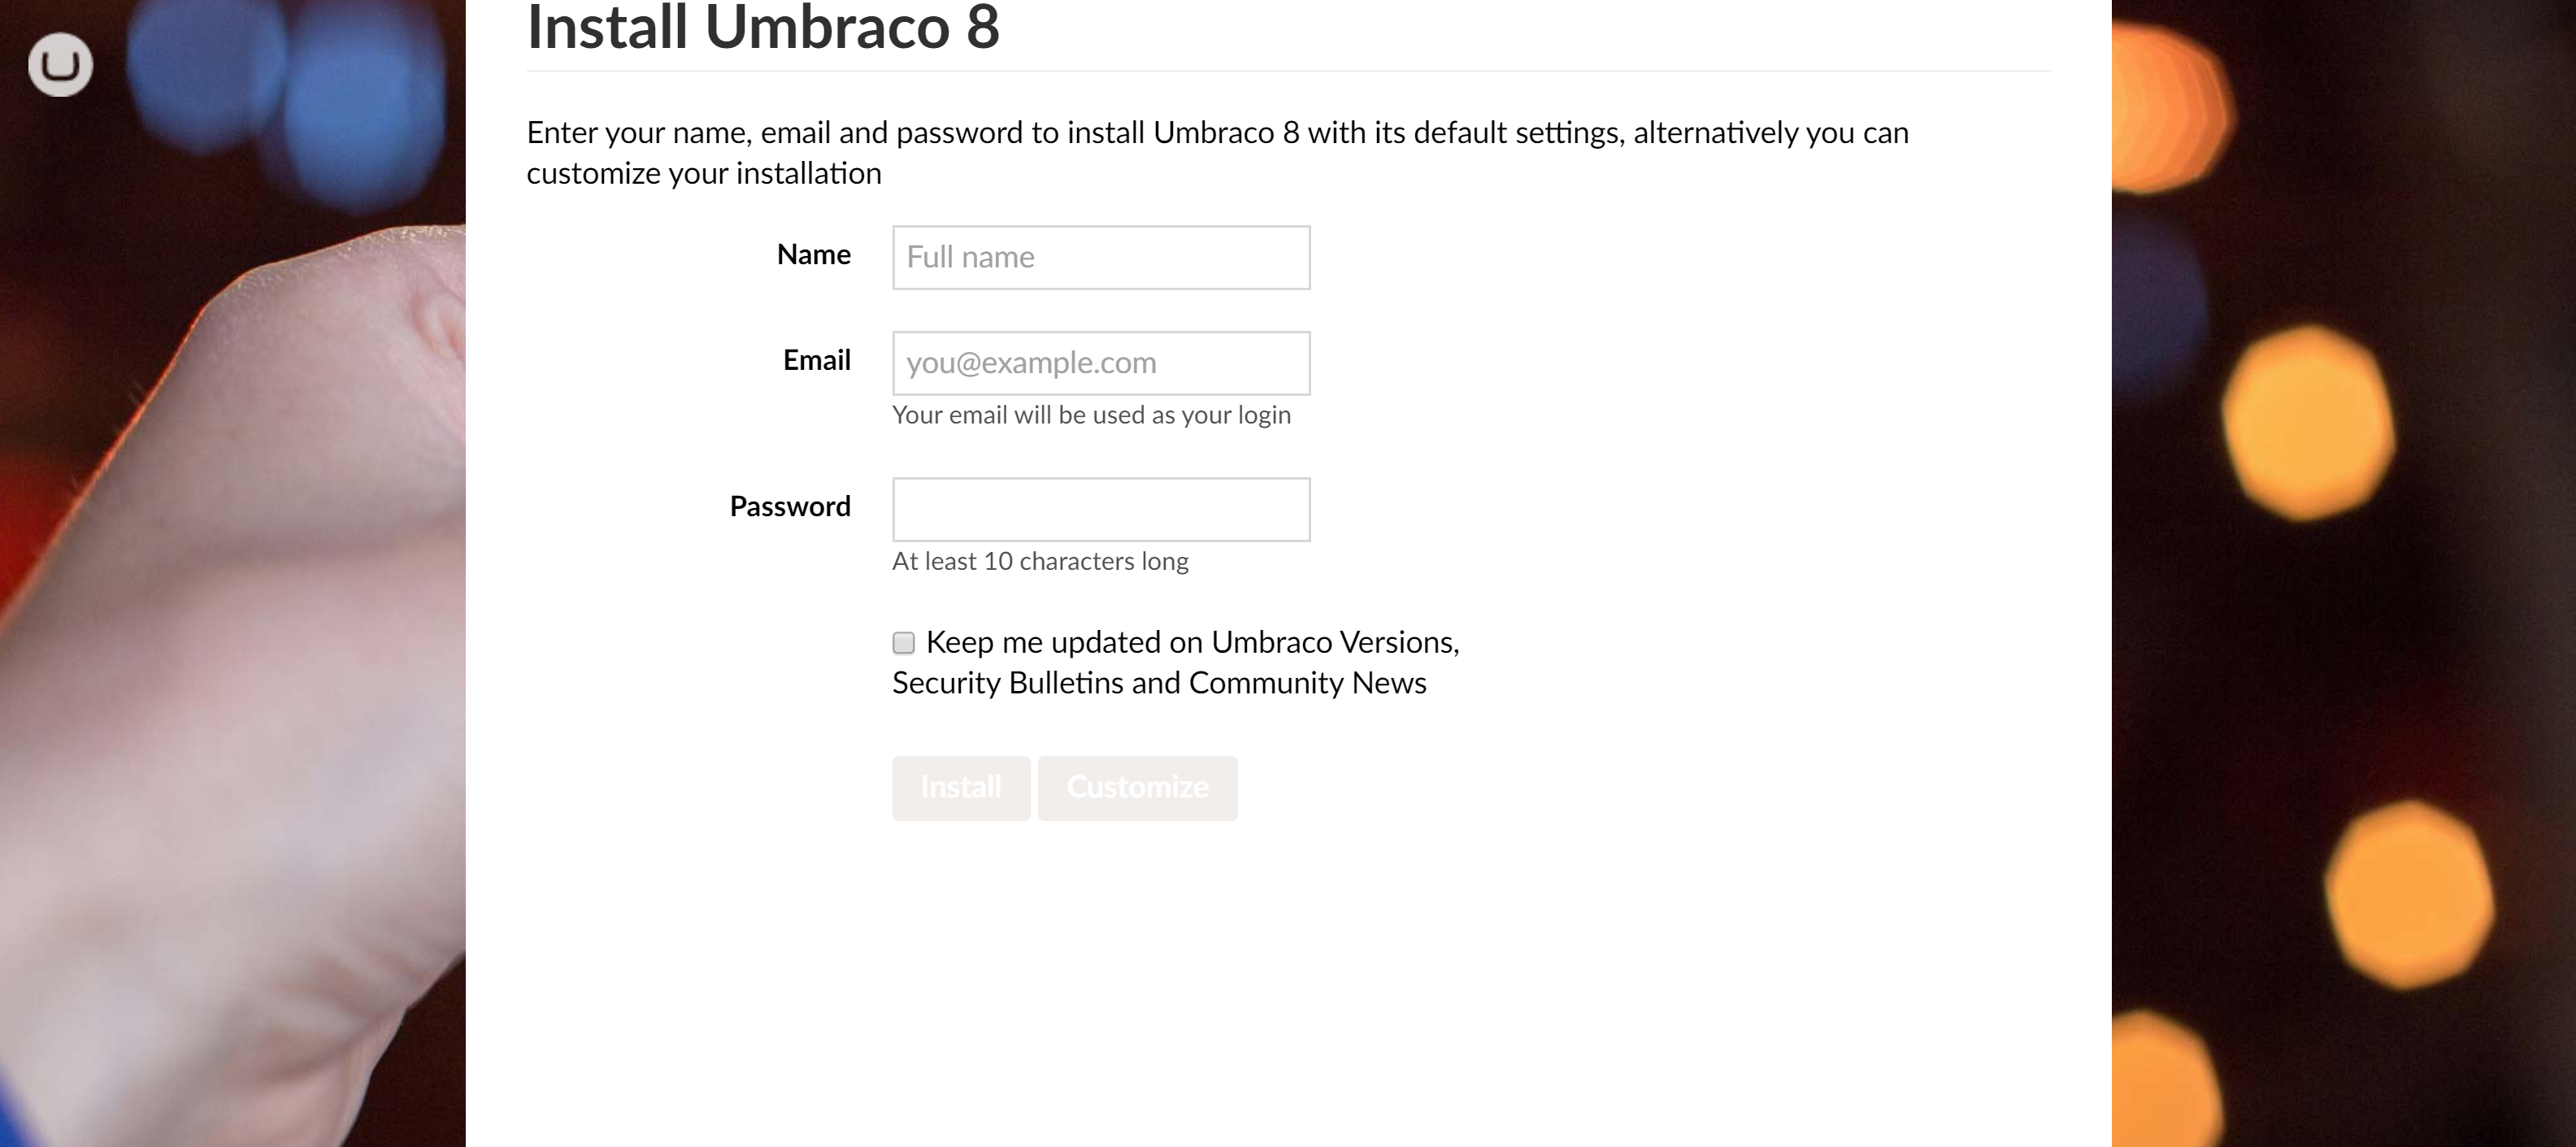 Install Umbraco 8
Enter your name, email and password to install Umbraco 8 with its default settings, alternatively you can
customize your installation
Name
Full name
Email
you@example.com
Your email will be used as your login
Password
At least 10 characters long
Keep me updated on Umbraco Versions,
Security Bulletins and Community News
Install
Customize